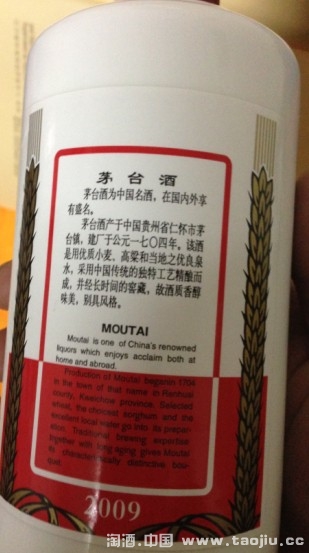 茅台酒
茅台酒为中国名酒，在国内外享
有盛名。
茅台酒产于中国贵州省仁怀市茅
台镇，建厂于公元一七〇四年，该酒
是用优质小麦、高粱和当地之优良泉
水，采用中国传统的独特工艺精酿而
成，并经长时间的窖藏，故酒质香醇
味美，别具风格。
MOUTAI
Moutai is one of China's renowned
liquors which enjoys acclaim both at
home and abroad.
Production of Moutai began in 1704
in the town of that name in Renhuai
county, Kweichow province. Selected
wheat, the choicest sorghum and the
excellent local water go into its prepar-
ation. Traditional brewing expertise
together with long aging gives Moutai
its characteristically distinctive bou-
quet.
2009
淘酒.中国 www.taojiu.cc